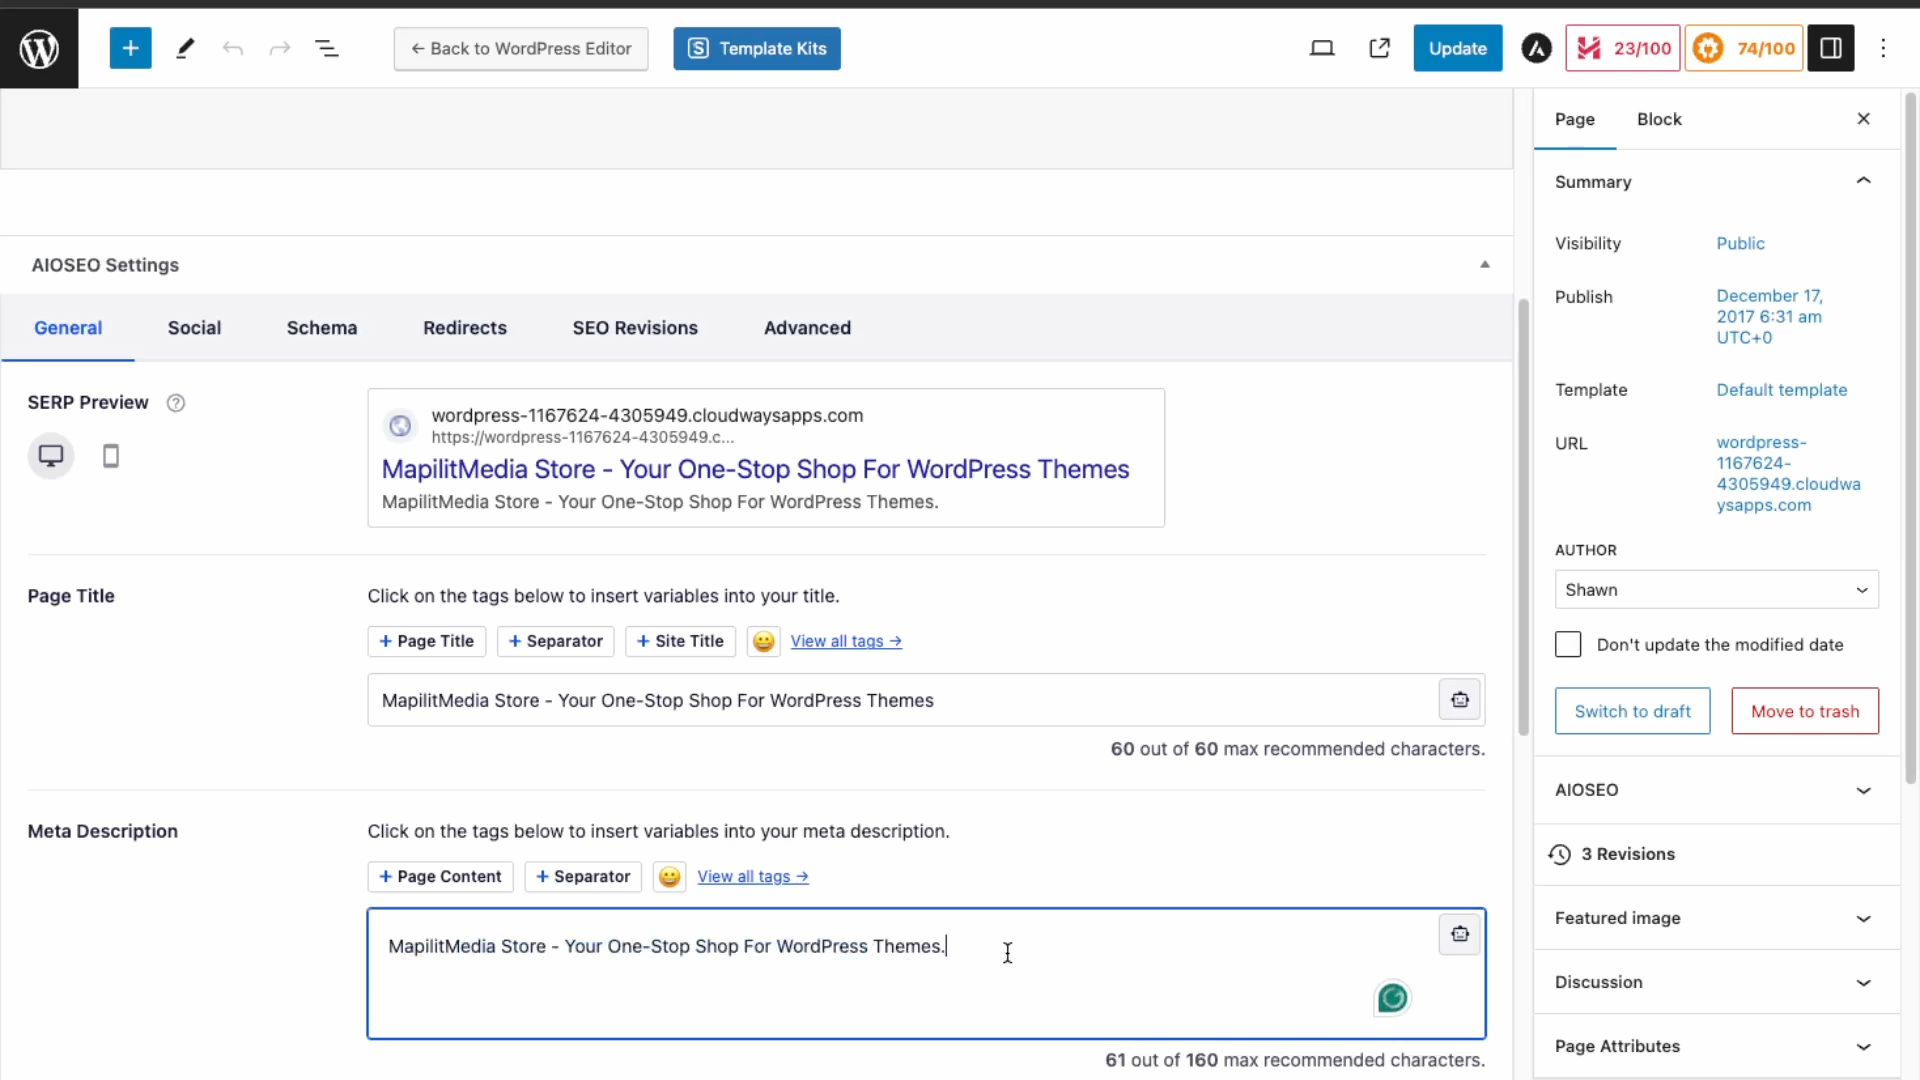 ← Back to WordPress Editor
Template Kits
Update
23/100
74/100
AIOSEO Settings
General
Social
Schema
Redirects
SEO Revisions
Advanced
SERP Preview
wordpress-1167624-4305949.cloudwaysapps.com
https://wordpress-1167624-4305949.c...
MapilitMedia Store - Your One-Stop Shop For WordPress Themes
MapilitMedia Store - Your One-Stop Shop For WordPress Themes.
Page Title
Click on the tags below to insert variables into your title.
+ Page Title
+ Separator
+ Site Title
View all tags →
MapilitMedia Store - Your One-Stop Shop For WordPress Themes
60 out of 60 max recommended characters.
Meta Description
Click on the tags below to insert variables into your meta description.
+ Page Content
+ Separator
View all tags →
MapilitMedia Store - Your One-Stop Shop For WordPress Themes.
61 out of 160 max recommended characters.
Page
Block
Summary
Visibility
Public
Publish
December 17,
2017 6:31 am
UTC+0
Template
Default template
URL
wordpress-
1167624-
4305949.cloudwa
ysapps.com
AUTHOR
Shawn
Don't update the modified date
Switch to draft
Move to trash
AIOSEO
3 Revisions
Featured image
Discussion
Page Attributes